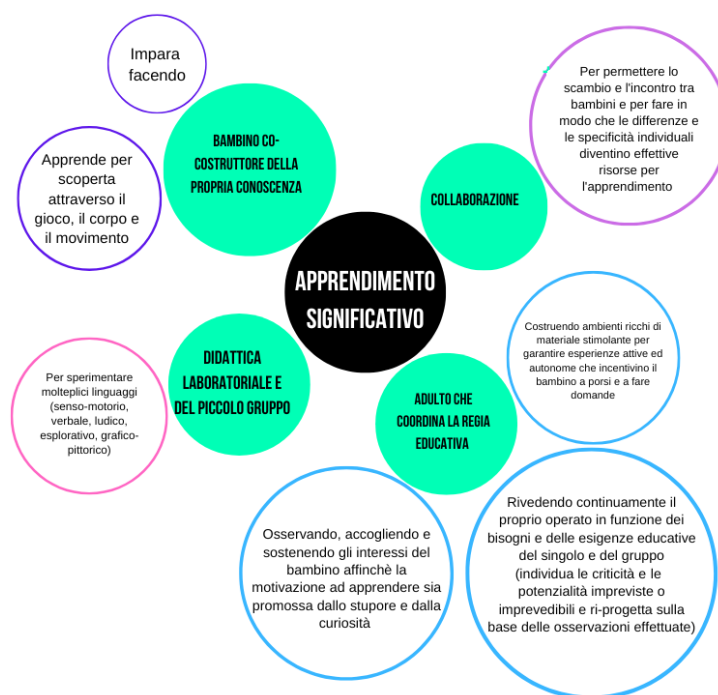 Impara
facendo
BAMBINO CO-
COSTRUTTORE DELLA
PROPRIA CONOSCENZA
Apprende per
scoperta
attraverso il
gioco, il corpo e
il movimento
COLLABORAZIONE
Per permettere lo
scambio e l'incontro tra
bambini e per fare in
modo che le differenze e
le specificità individuali
diventino effettive
risorse per
l'apprendimento
APPRENDIMENTO
SIGNIFICATIVO
DIDATTICA
LABORATORIALE E
DEL PICCOLO GRUPPO
Per sperimentare
molteplici linguaggi
(senso-motorio,
verbale, ludico,
esplorativo, grafico-
pittorico)
ADULTO CHE
COORDINA LA REGIA
EDUCATIVA
Costruendo ambienti ricchi di
materiale stimolante per
garantire esperienze attive ed
autonome che incentivino il
bambino a porsi e a fare
domande
Osservando, accogliendo e
sostenendo gli interessi del
bambino affinchè la
motivazione ad apprendere sia
promossa dallo stupore e dalla
curiosità
Rivedendo continuamente il
proprio operato in funzione dei
bisogni e delle esigenze educative
del singolo e del gruppo
(individua le criticità e le
potenzialità impreviste o
imprevedibili e ri-progetta sulla
base delle osservazioni effettuate)